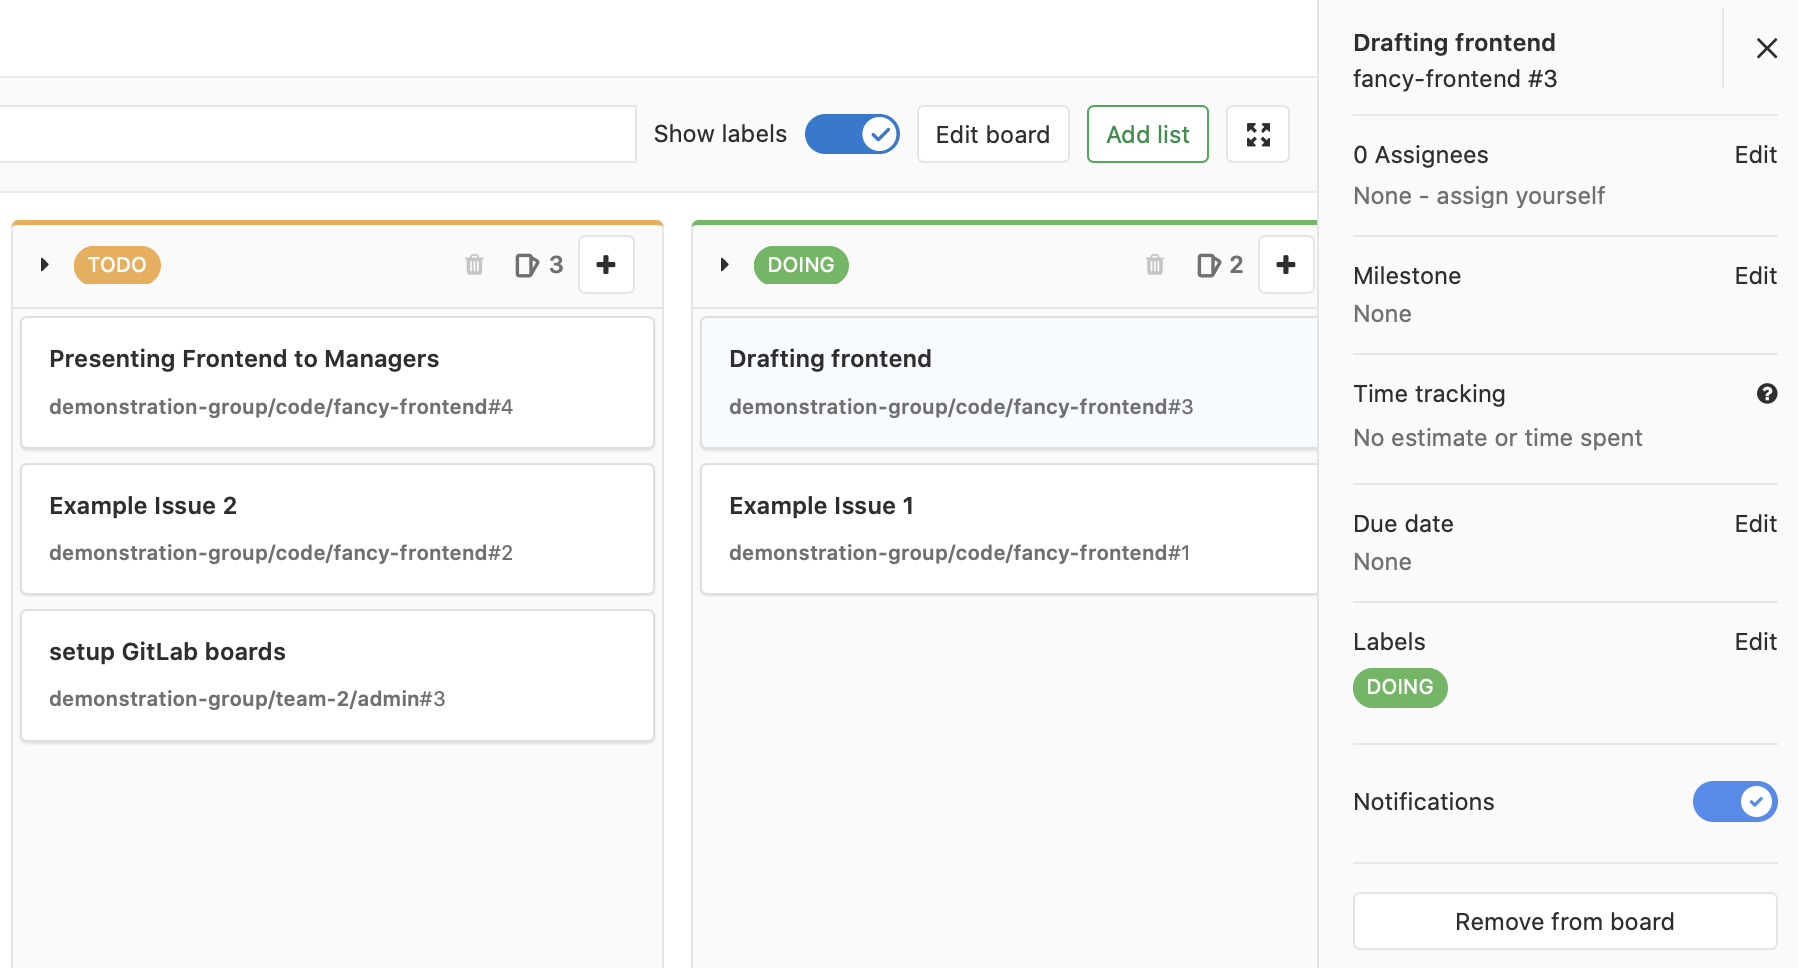 Show labels
Edit board
Add list
TODO
3
Presenting Frontend to Managers
demonstration-group/code/fancy-frontend#4
Example Issue 2
demonstration-group/code/fancy-frontend#2
setup GitLab boards
demonstration-group/team-2/admin#3
DOING
2
Drafting frontend
demonstration-group/code/fancy-frontend#3
Example Issue 1
demonstration-group/code/fancy-frontend#1
Drafting frontend
fancy-frontend #3
0 Assignees Edit
None - assign yourself
Milestone Edit
None
Time tracking
No estimate or time spent
Due date Edit
None
Labels Edit
DOING
Notifications
Remove from board